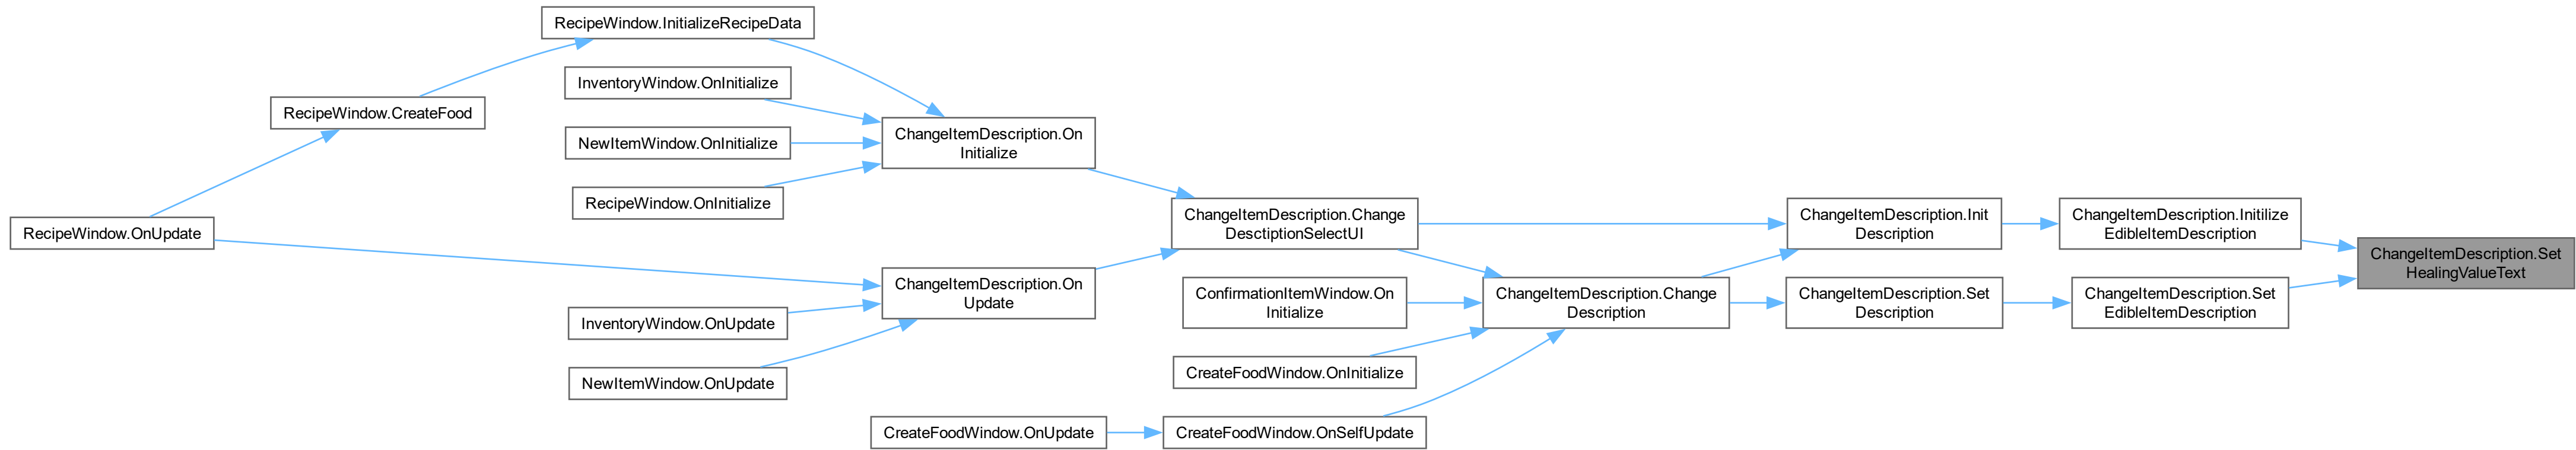 RecipeWindow.InitializeRecipeData
InventoryWindow.OnInitialize
RecipeWindow.CreateFood
NewItemWindow.OnInitialize
ChangeItemDescription.On
Initialize
RecipeWindow.OnInitialize
RecipeWindow.OnUpdate
ChangeItemDescription.Change
DesctiptionSelectUI
ChangeItemDescription.Init
Description
ChangeItemDescription.Initilize
EdibleItemDescription
ChangeItemDescription.Set
HealingValueText
ChangeItemDescription.On
Update
ConfirmationItemWindow.On
Initialize
ChangeItemDescription.Change
Description
ChangeItemDescription.Set
Description
ChangeItemDescription.Set
EdibleItemDescription
InventoryWindow.OnUpdate
NewItemWindow.OnUpdate
CreateFoodWindow.OnInitialize
CreateFoodWindow.OnUpdate
CreateFoodWindow.OnSelfUpdate